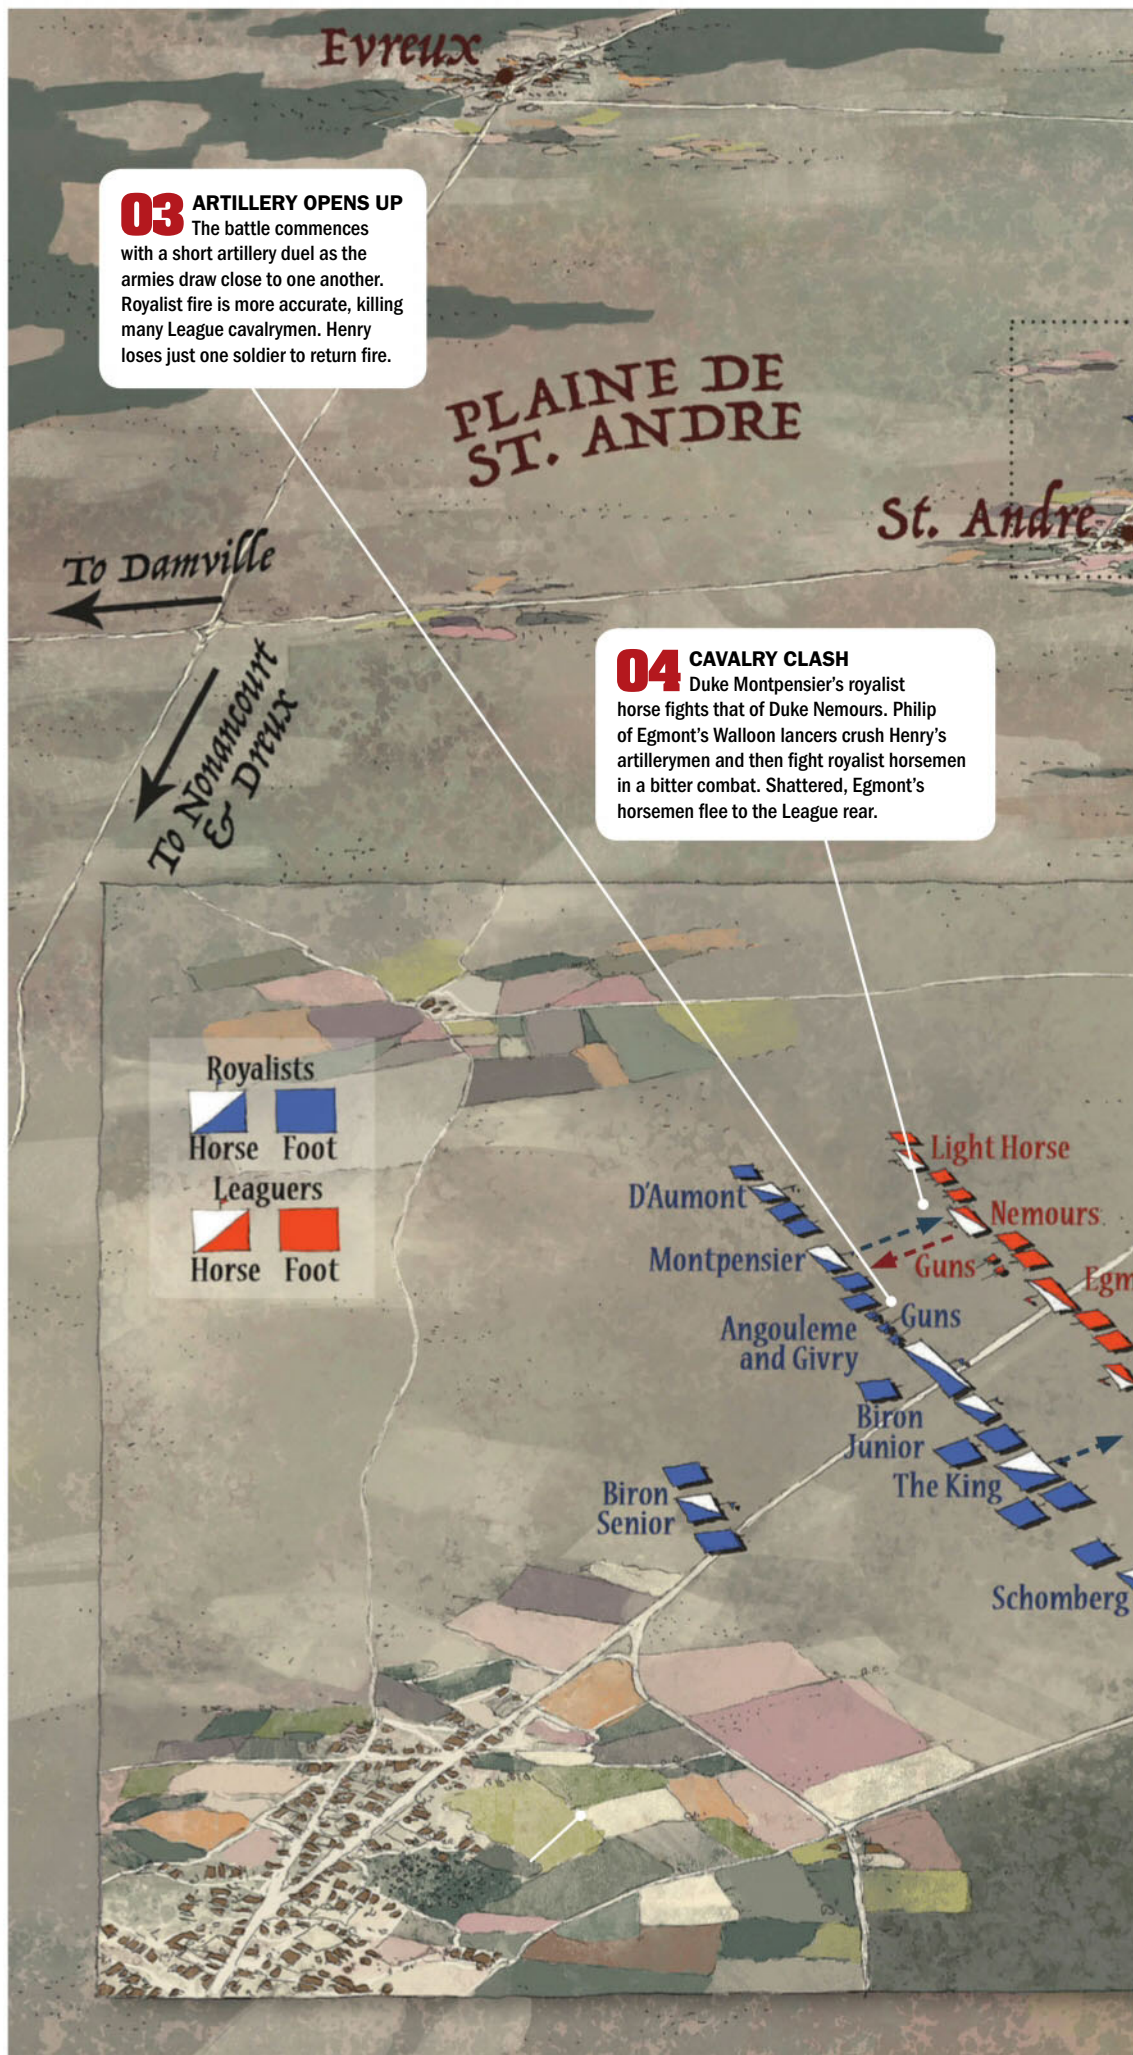 Evreux
03 ARTILLERY OPENS UP
The battle commences
with a short artillery duel as the
armies draw close to one another.
Royalist fire is more accurate, killing
many League cavalrymen. Henry
loses just one soldier to return fire.
PLAINE DE
ST. ANDRE
St. Andre
To Damville
To Nonancourt
& Dreux
04 CAVALRY CLASH
Duke Montpensier’s royalist
horse fights that of Duke Nemours. Philip
of Egmont’s Walloon lancers crush Henry’s
artillerymen and then fight royalist horsemen
in a bitter combat. Shattered, Egmont’s
horsemen flee to the League rear.
Royalists
Horse Foot
Leaguers
Horse Foot
Light Horse
D'Aumont
Nemours
Montpensier
Guns
Egm
Guns
Angouleme
and Givry
Biron
Junior
The King
Biron
Senior
Schomberg